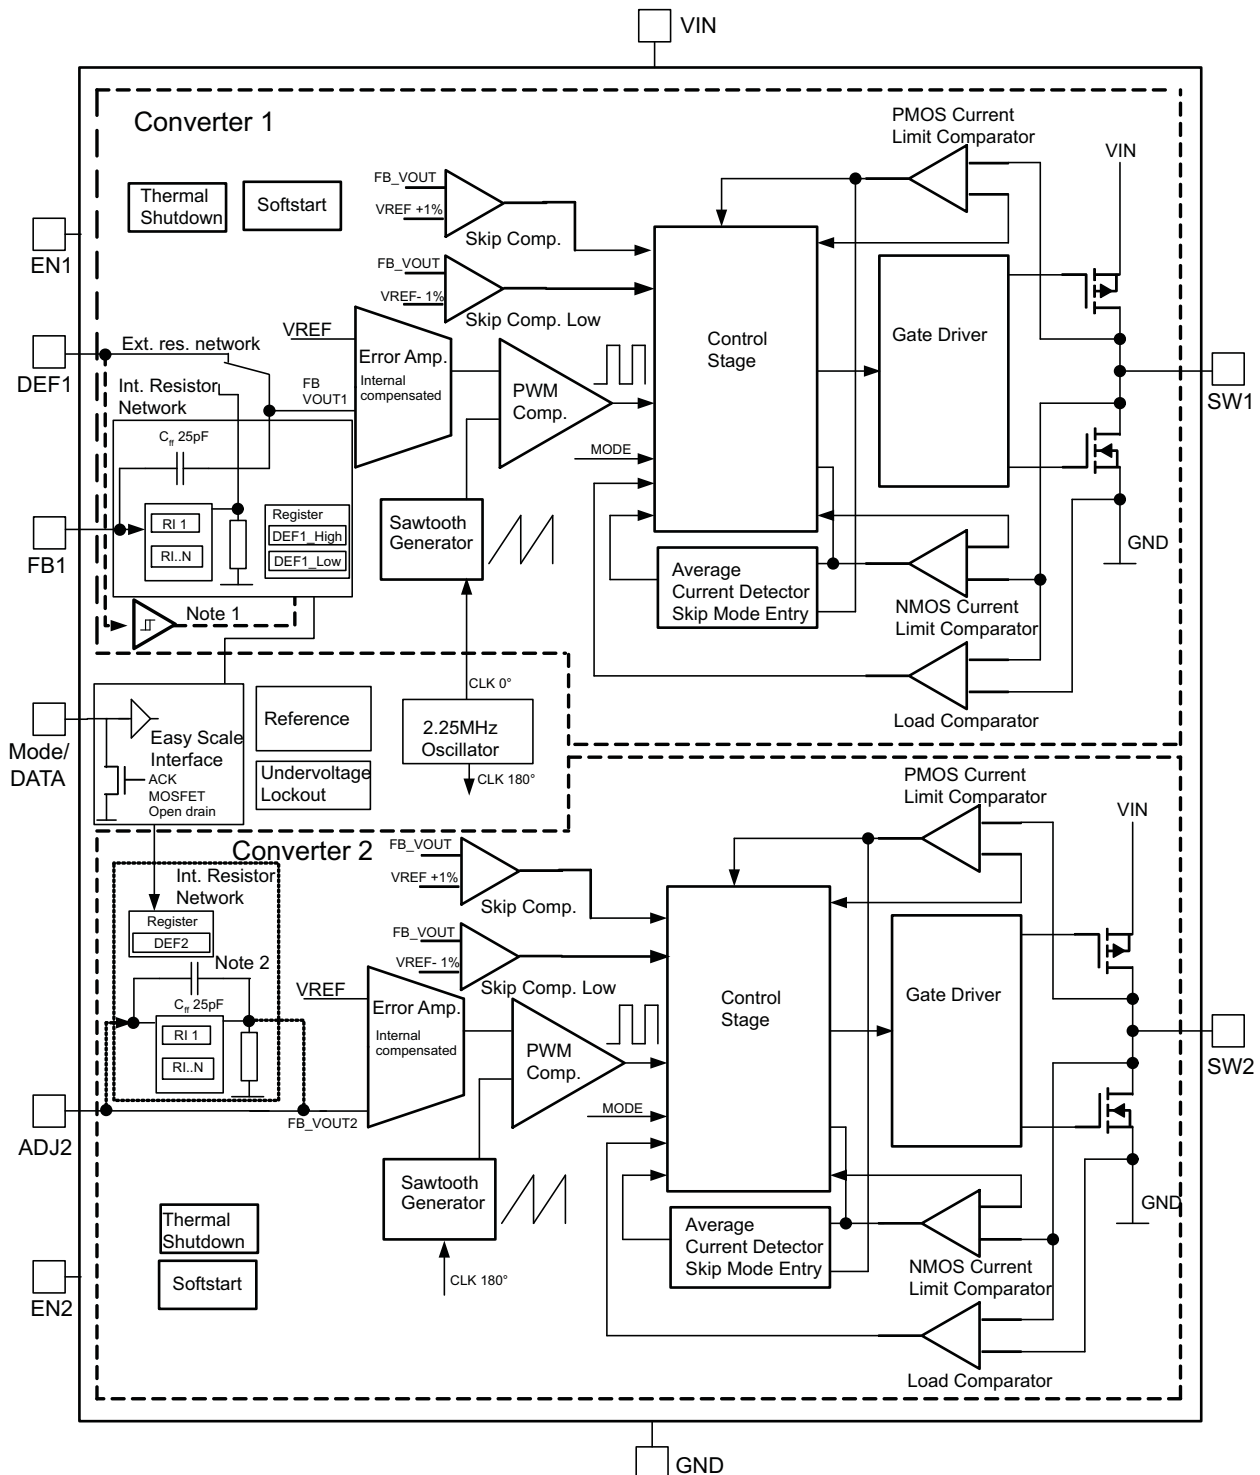 VIN
Converter 1
PMOS Current
Limit Comparator
VIN
Thermal
Shutdown
Softstart
FB_VOUT
VREF +1%
Skip Comp.
EN1
FB_VOUT
VREF- 1%
Skip Comp. Low
Control
Stage
Gate Driver
VREF
DEF1
Ext. res. network
Error Amp.
Internal
compensated
Int. Resistor
Network
FB
VOUT1
PWM
Comp.
SW1
Cff 25pF
MODE
RI 1
RI..N
Register
DEF1_High
DEF1_Low
Sawtooth
Generator
FB1
GND
Average
Current Detector
Skip Mode Entry
NMOS Current
Limit Comparator
Note 1
CLK 0°
Mode/
DATA
Easy Scale
Interface
ACK
MOSFET
Open drain
Reference
2.25MHz
Oscillator
Load Comparator
Undervoltage
Lockout
CLK 180°
PMOS Current
Limit Comparator
VIN
Converter 2
FB_VOUT
VREF +1%
Skip Comp.
Int. Resistor
Network
Register
DEF2
FB_VOUT
VREF- 1%
Skip Comp. Low
Note 2
Cff 25pF
VREF
Error Amp.
Internal
compensated
Control
Stage
Gate Driver
RI 1
RI..N
PWM
Comp.
SW2
ADJ2
FB_VOUT2
MODE
Sawtooth
Generator
GND
Thermal
Shutdown
Average
Current Detector
Skip Mode Entry
NMOS Current
Limit Comparator
EN2
Softstart
CLK 180°
Load Comparator
GND